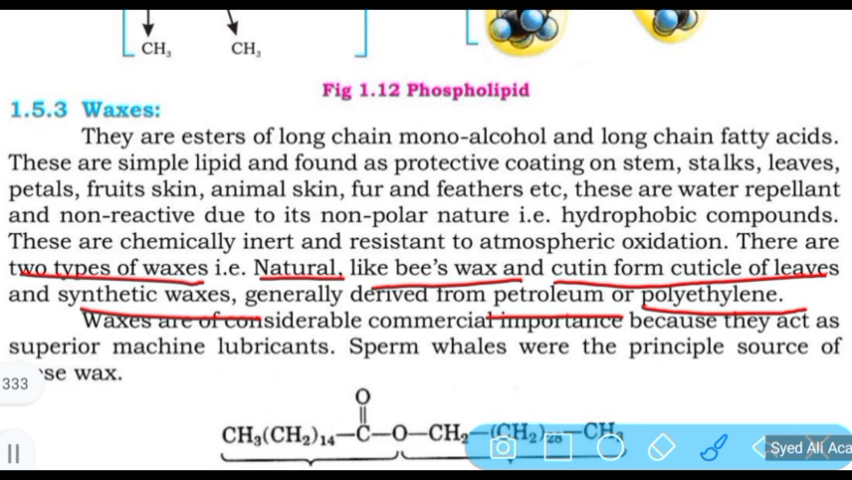 CH₃ CH₃
Fig 1.12 Phospholipid
1.5.3 Waxes:
They are esters of long chain mono-alcohol and long chain fatty acids.
These are simple lipid and found as protective coating on stem, stalks, leaves,
petals, fruits skin, animal skin, fur and feathers etc, these are water repellant
and non-reactive due to its non-polar nature i.e. hydrophobic compounds.
These are chemically inert and resistant to atmospheric oxidation. There are
two types of waxes i.e. Natural, like bee's wax and cutin form cuticle of leaves
and synthetic waxes, generally derived from petroleum or polyethylene.
Waxes are of considerable commercial importance because they act as
superior machine lubricants. Sperm whales were the principle source of
333
se wax.
O
CH₃(CH₂)₁₄—C—O—CH₂—(CH₂)₂₈—CH₃
Syed Ali Aca